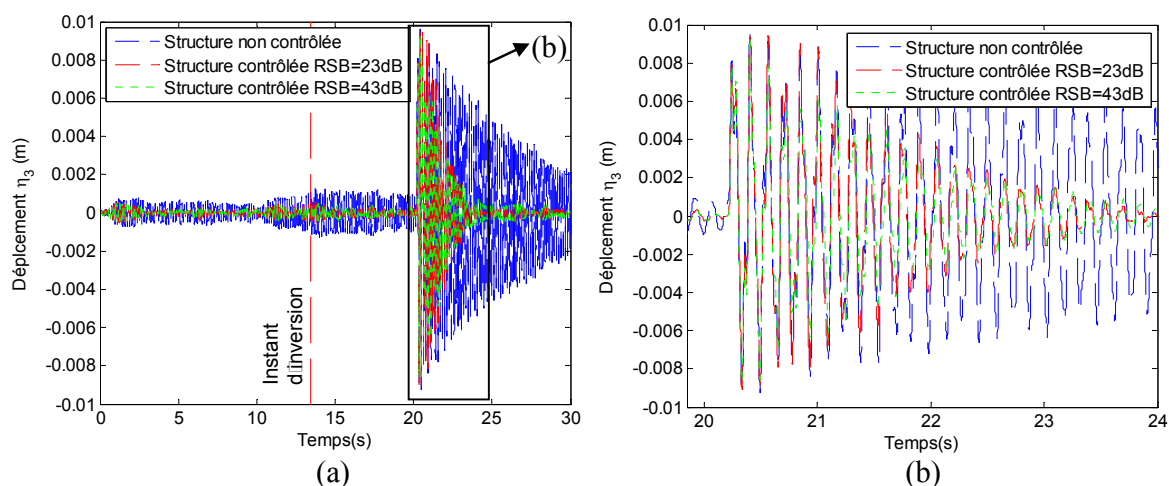 0.01
0.008
0.006
0.004
0.002
0
-0.002
-0.004
-0.006
-0.008
-0.01
Déplcement η3 (m)
Structure non contrôlée
Structure contrôlée RSB=23dB
Structure contrôlée RSB=43dB
(b)
Instant
d'inversion
0 5 10 15 20 25 30
Temps(s)
(a)
0.01
0.008
0.006
0.004
0.002
0
-0.002
-0.004
-0.006
-0.008
-0.01
Déplcement η3 (m)
Structure non contrôlée
Structure contrôlée RSB=23dB
Structure contrôlée RSB=43dB
20 21 22 23 24
Temps(s)
(b)